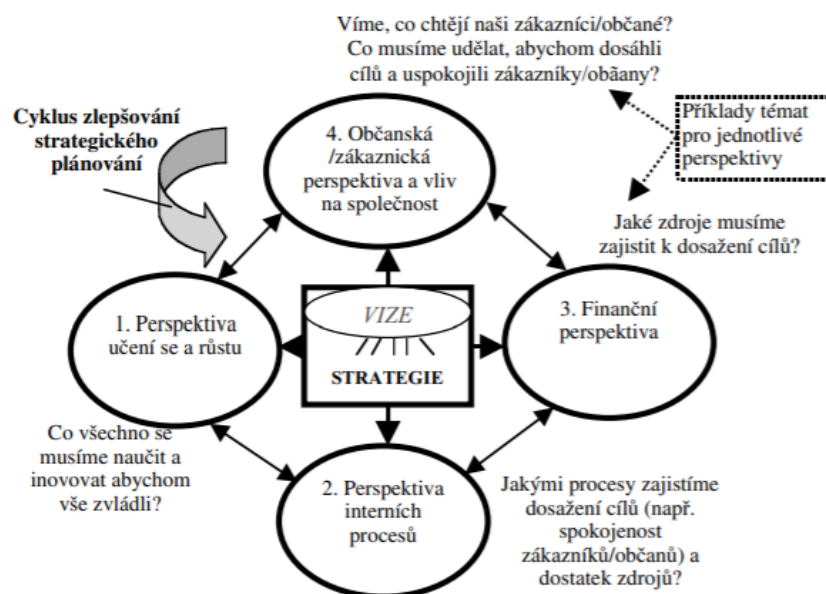 Víme, co chtějí naši zákazníci/občané?
Co musíme udělat, abychom dosáhli
cílů a uspokojili zákazníky/obãany?
Cyklus zlepšování
strategického
plánování
4. Občanská
/zákaznická
perspektiva a vliv
na společnost
Příklady témat
pro jednotlivé
perspektivy
Jaké zdroje musíme
zajistit k dosažení cílů?
1. Perspektiva
učení se a růstu
VIZE
STRATEGIE
3. Finanční
perspektiva
Co všechno se
musíme naučit a
inovovat abychom
vše zvládli?
2. Perspektiva
interních
procesů
Jakými procesy zajistíme
dosažení cílů (např.
spokojenost
zákazníků/občanů) a
dostatek zdrojů?